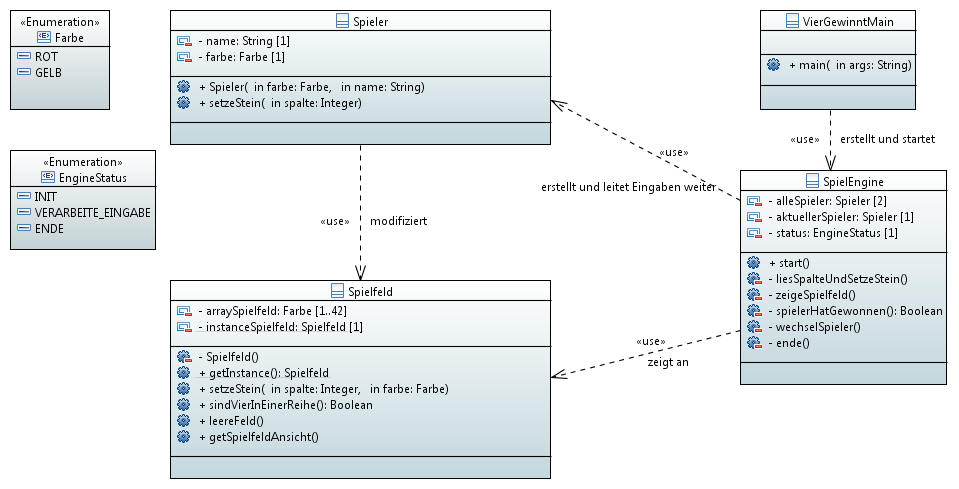 «Enumeration»
Farbe
ROT
GELB
«Enumeration»
EngineStatus
INIT
VERARBEITE_EINGABE
ENDE
Spieler
- name: String [1]
- farbe: Farbe [1]
+ Spieler( in farbe: Farbe, in name: String)
+ setzeStein( in spalte: Integer)
VierGewinntMain
+ main( in args: String)
«use» erstellt und startet
«use»
erstellt und leitet Eingaben weiter
«use» modifiziert
SpielEngine
- alleSpieler: Spieler [2]
- aktuellerSpieler: Spieler [1]
- status: EngineStatus [1]
+ start()
- liesSpalteUndSetzeStein()
- zeigeSpielfeld()
- spielerHatGewonnen(): Boolean
- wechselSpieler()
- ende()
Spielfeld
- arraySpielfeld: Farbe [1..42]
- instanceSpielfeld: Spielfeld [1]
- Spielfeld()
+ getInstance(): Spielfeld
+ setzeStein( in spalte: Integer, in farbe: Farbe)
+ sindVierInEinerReihe(): Boolean
+ leereFeld()
+ getSpielfeldAnsicht()
«use»
zeigt an